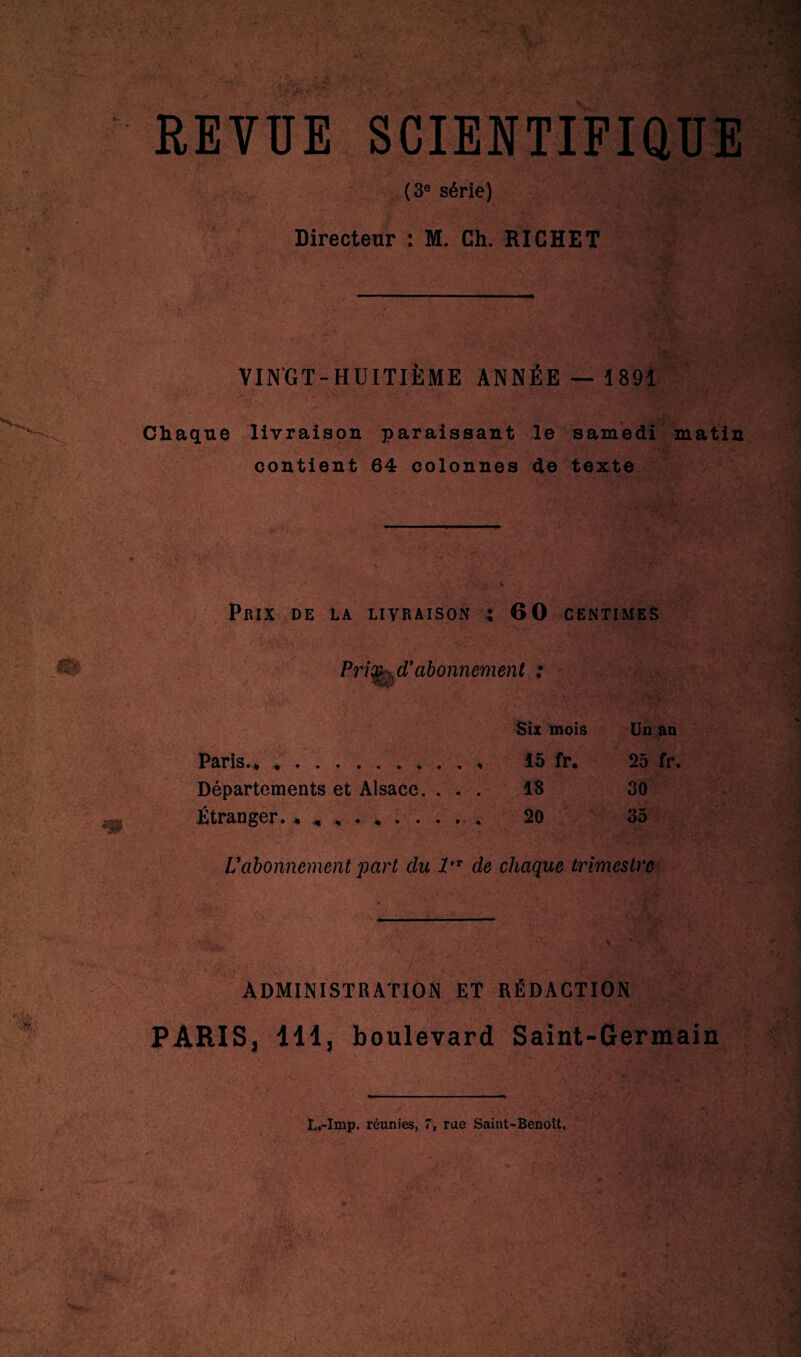 REVUE SCIENTIFIQUE
(3e série)
Directeur : M. Ch. RICHET
VINGT-HUITIÈME ANNÉE — 1891
Chaque livraison paraissant le samedi matin
contient 64 colonnes de texte
PRIX DE LA LIVRAISON : 60 CENTIMES
Prix d'abonnement :
Six mois Un an
Paris. . . . . . . . . . . . 15 fr. 25 fr.
Départements et Alsace. . . . 18 30
Étranger. . . . . . . . . . . 20 35
L'abonnement part du 1er de chaque trimestre
ADMINISTRATION ET RÉDACTION
PARIS, 111, boulevard Saint-Germain
L.-Imp. réunies, 7, rue Saint-Benoît.